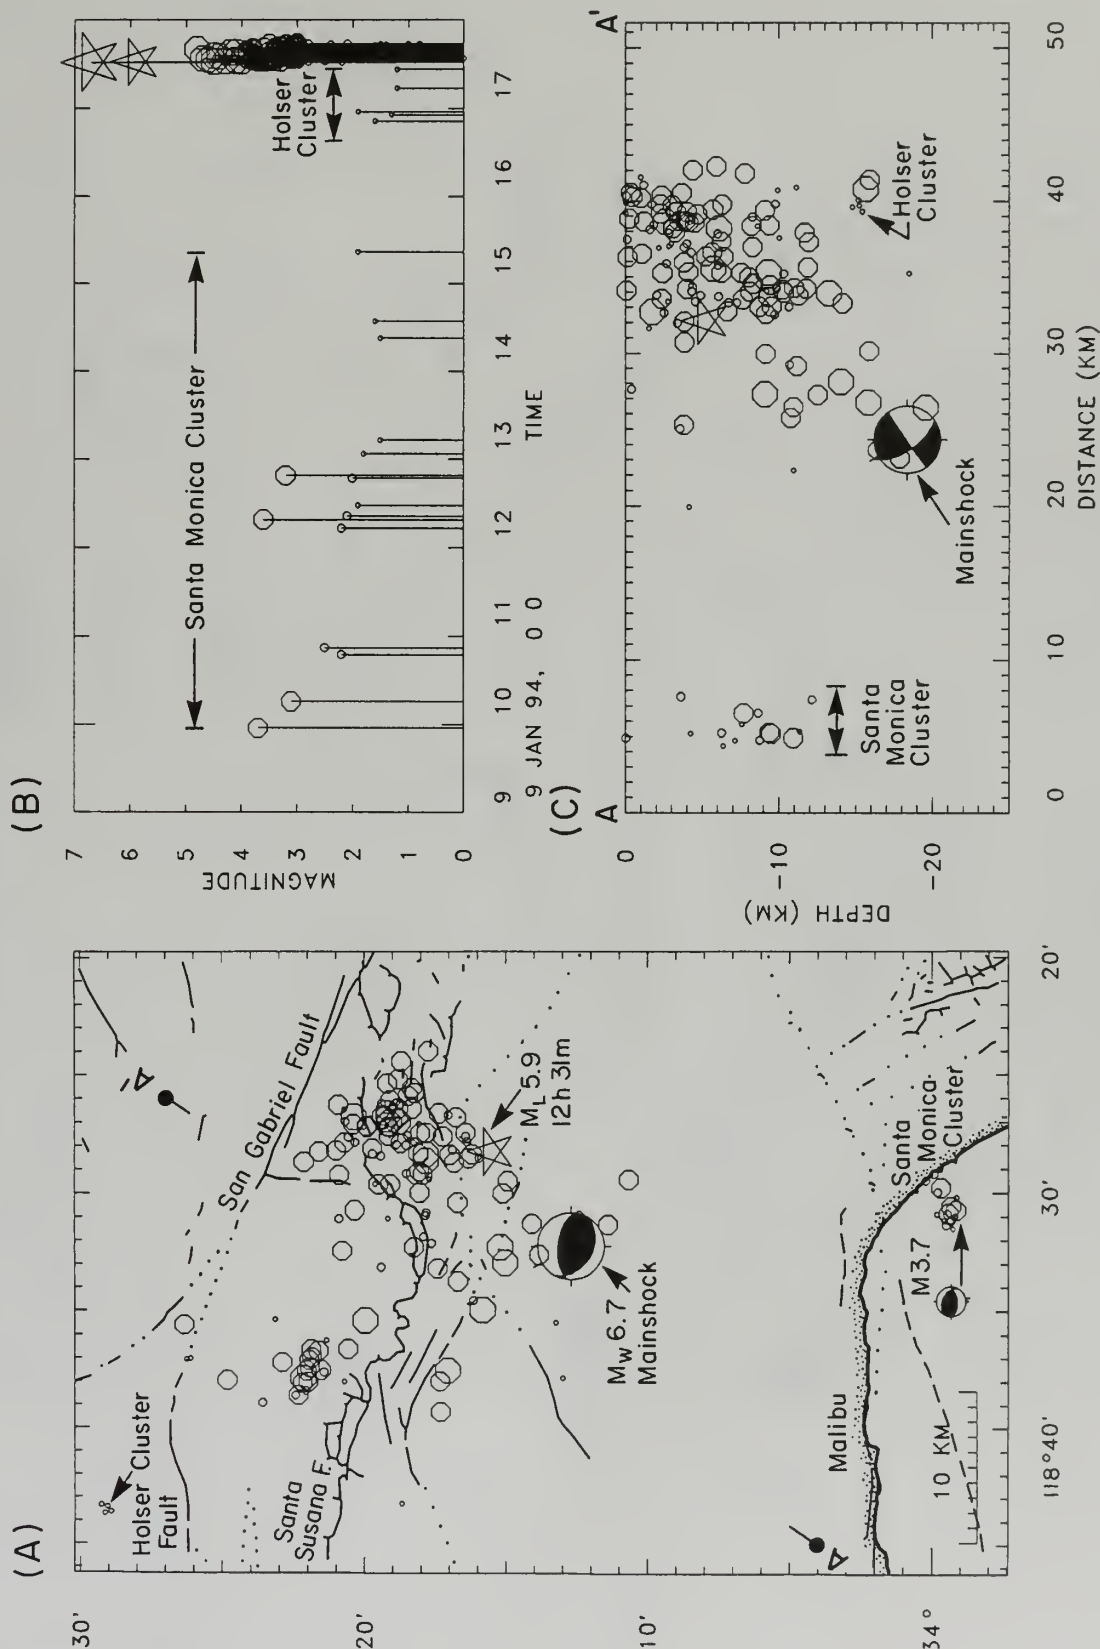 (A)
30'
20'
10'
34°
118°40'
30'
20'
Holser Cluster
Holser
Fault
Santa
Susana F.
San Gabriel Fault
A'
M_L 5.9
12h 31m
M_W 6.7
Mainshock
Malibu
10 KM
M3.7
Santa
Monica
Cluster
A
(B)
MAGNITUDE
7
6
5
4
3
2
1
0
Santa Monica Cluster
Holser
Cluster
9 10 11 12 13 14 15 16 17
9 JAN 94, 0 0
TIME
(C)
A
A'
DEPTH (KM)
0
-10
-20
Santa
Monica
Cluster
Mainshock
Holser
Cluster
0 10 20 30 40 50
DISTANCE (KM)